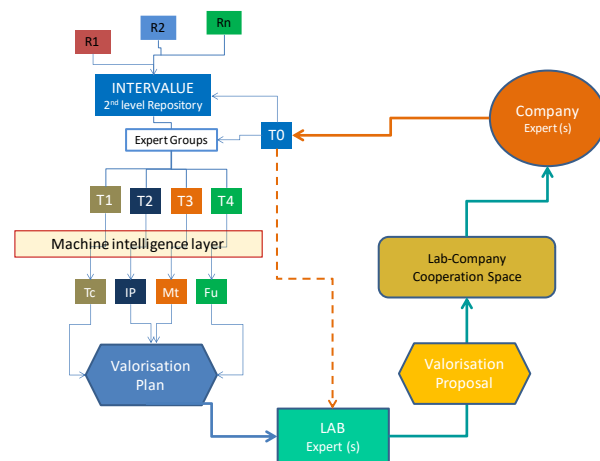 R1
R2
Rn
INTERVALUE
2nd level Repository
Expert Groups
T0
Company
Expert (s)
T1
T2
T3
T4
Machine intelligence layer
Lab-Company
Cooperation Space
Tc
IP
Mt
Fu
Valorisation
Plan
Valorisation
Proposal
LAB
Expert (s)